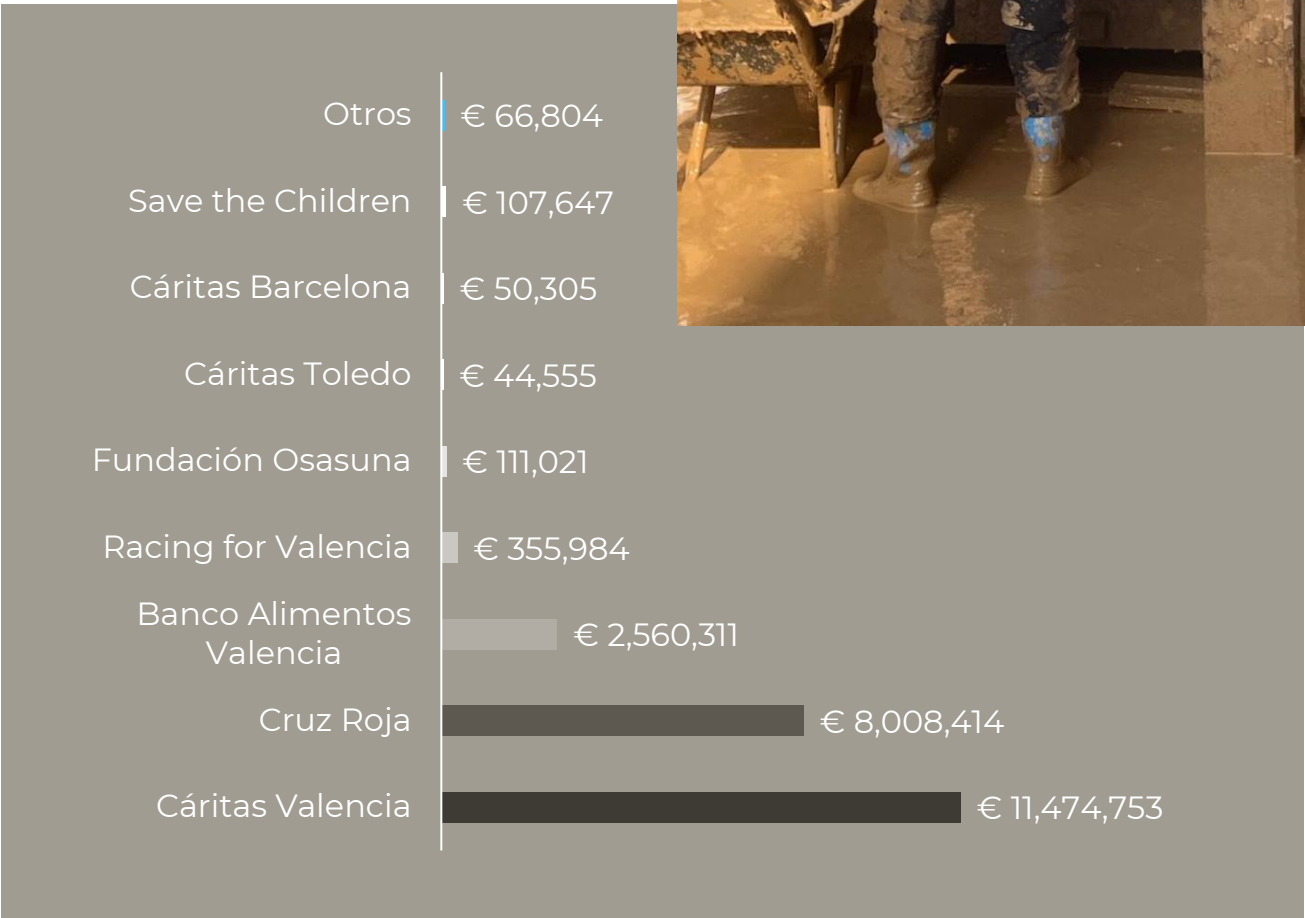 Otros € 66,804
Save the Children € 107,647
Cáritas Barcelona € 50,305
Cáritas Toledo € 44,555
Fundación Osasuna € 111,021
Racing for Valencia € 355,984
Banco Alimentos
Valencia € 2,560,311
Cruz Roja € 8,008,414
Cáritas Valencia € 11,474,753